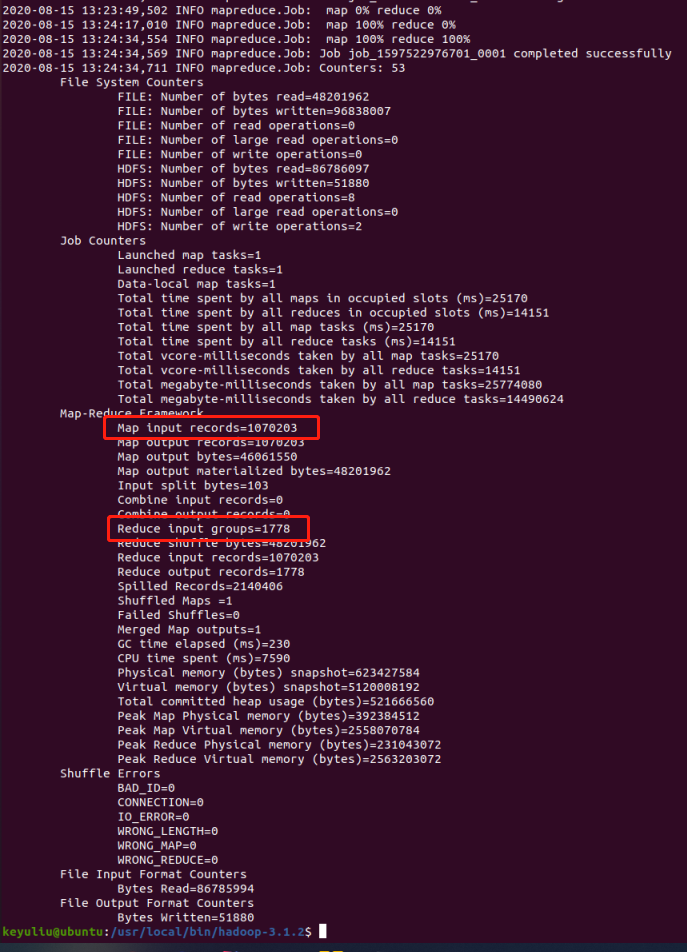 2020-08-15 13:23:49,502 INFO mapreduce.Job:  map 0% reduce 0%
2020-08-15 13:24:17,010 INFO mapreduce.Job:  map 100% reduce 0%
2020-08-15 13:24:34,554 INFO mapreduce.Job:  map 100% reduce 100%
2020-08-15 13:24:34,569 INFO mapreduce.Job: Job job_1597522976701_0001 completed successfully
2020-08-15 13:24:34,711 INFO mapreduce.Job: Counters: 53
File System Counters
FILE: Number of bytes read=48201962
FILE: Number of bytes written=96838007
FILE: Number of read operations=0
FILE: Number of large read operations=0
FILE: Number of write operations=0
HDFS: Number of bytes read=86786097
HDFS: Number of bytes written=51880
HDFS: Number of read operations=8
HDFS: Number of large read operations=0
HDFS: Number of write operations=2
Job Counters
Launched map tasks=1
Launched reduce tasks=1
Data-local map tasks=1
Total time spent by all maps in occupied slots (ms)=25170
Total time spent by all reduces in occupied slots (ms)=14151
Total time spent by all map tasks (ms)=25170
Total time spent by all reduce tasks (ms)=14151
Total vcore-milliseconds taken by all map tasks=25170
Total vcore-milliseconds taken by all reduce tasks=14151
Total megabyte-milliseconds taken by all map tasks=25774080
Total megabyte-milliseconds taken by all reduce tasks=14490624
Map-Reduce Framework
Map input records=1070203
Map output records=1070203
Map output bytes=46061550
Map output materialized bytes=48201962
Input split bytes=103
Combine input records=0
Combine output records=0
Reduce input groups=1778
Reduce shuffle bytes=48201962
Reduce input records=1070203
Reduce output records=1778
Spilled Records=2140406
Shuffled Maps =1
Failed Shuffles=0
Merged Map outputs=1
GC time elapsed (ms)=230
CPU time spent (ms)=7590
Physical memory (bytes) snapshot=623427584
Virtual memory (bytes) snapshot=5120008192
Total committed heap usage (bytes)=521666560
Peak Map Physical memory (bytes)=392384512
Peak Map Virtual memory (bytes)=2558070784
Peak Reduce Physical memory (bytes)=231043072
Peak Reduce Virtual memory (bytes)=2563203072
Shuffle Errors
BAD_ID=0
CONNECTION=0
IO_ERROR=0
WRONG_LENGTH=0
WRONG_MAP=0
WRONG_REDUCE=0
File Input Format Counters
Bytes Read=86785994
File Output Format Counters
Bytes Written=51880
keyuliu@ubuntu:/usr/local/bin/hadoop-3.1.2$